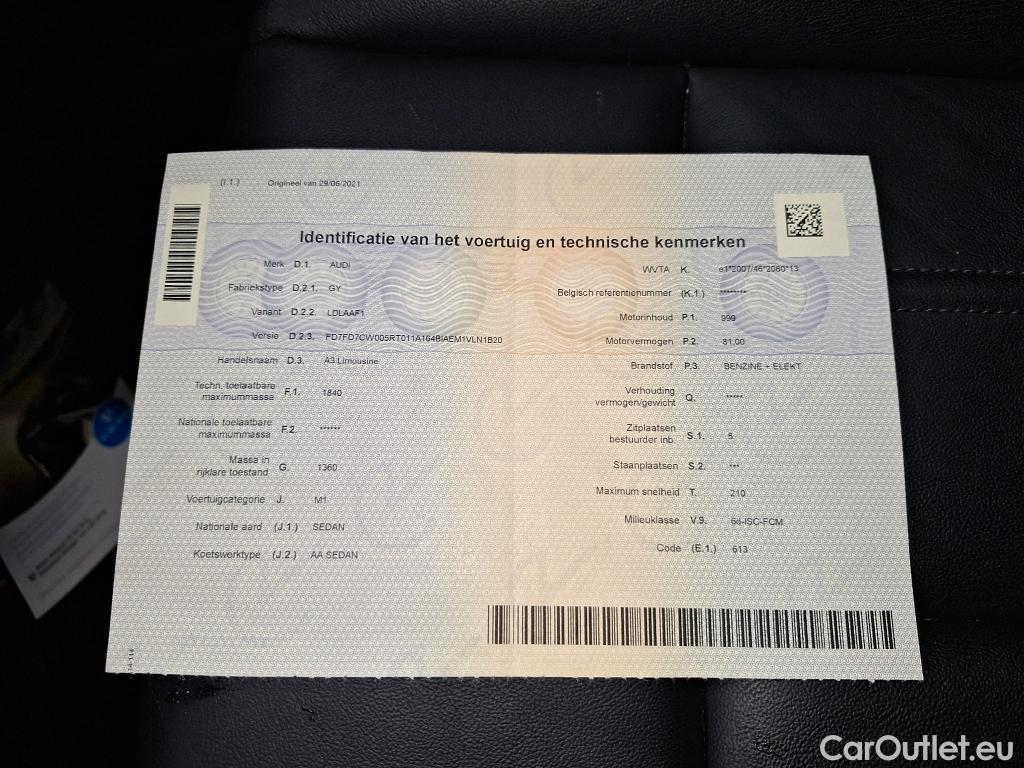 (I.1.) Origineel van 29/06/2021
Identificatie van het voertuig en technische kenmerken
Merk D.1. AUDI
Fabriekstype D.2.1. GY
Variant D.2.2. LDLAAF1
Versie D.2.3. FD7FD7CW005RT011A164BIAEM1VLN1B20
Handelsnaam D.3. A3 Limousine
Techn. toelaatbare
maximummassa F.1. 1840
Nationale toelaatbare
maximummassa F.2. ******
Massa in
rijklare toestand G. 1360
Voertuigcategorie J. M1
Nationale aard (J.1.) SEDAN
Koetswerktype (J.2.) AA SEDAN
WVTA K. e1*2007/46*2060*13
Belgisch referentienummer (K.1.) ********
Motorinhoud P.1. 999
Motorvermogen P.2. 81,00
Brandstof P.3. BENZINE + ELEKT
Verhouding
vermogen/gewicht Q. *****
Zitplaatsen
bestuurder inb. S.1. 5
Staanplaatsen S.2. ***
Maximum snelheid T. 210
Milieuklasse V.9. 6d-ISC-FCM
Code (E.1.) 613
14-114
CarOutlet.eu